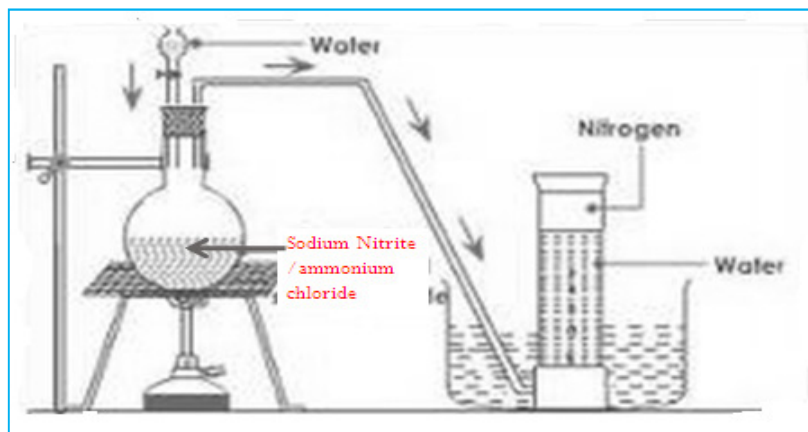 Water
Nitrogen
Sodium Nitrite
/ammonium
chloride
Water